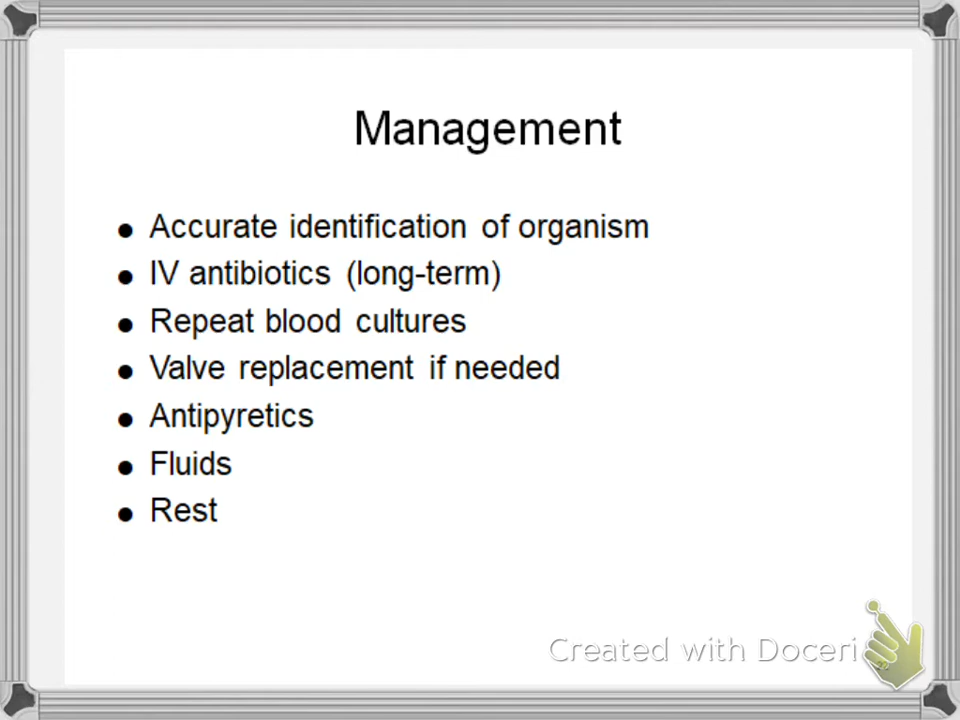 Management
● Accurate identification of organism
● IV antibiotics (long-term)
● Repeat blood cultures
● Valve replacement if needed
● Antipyretics
● Fluids
● Rest
Created with Doceri